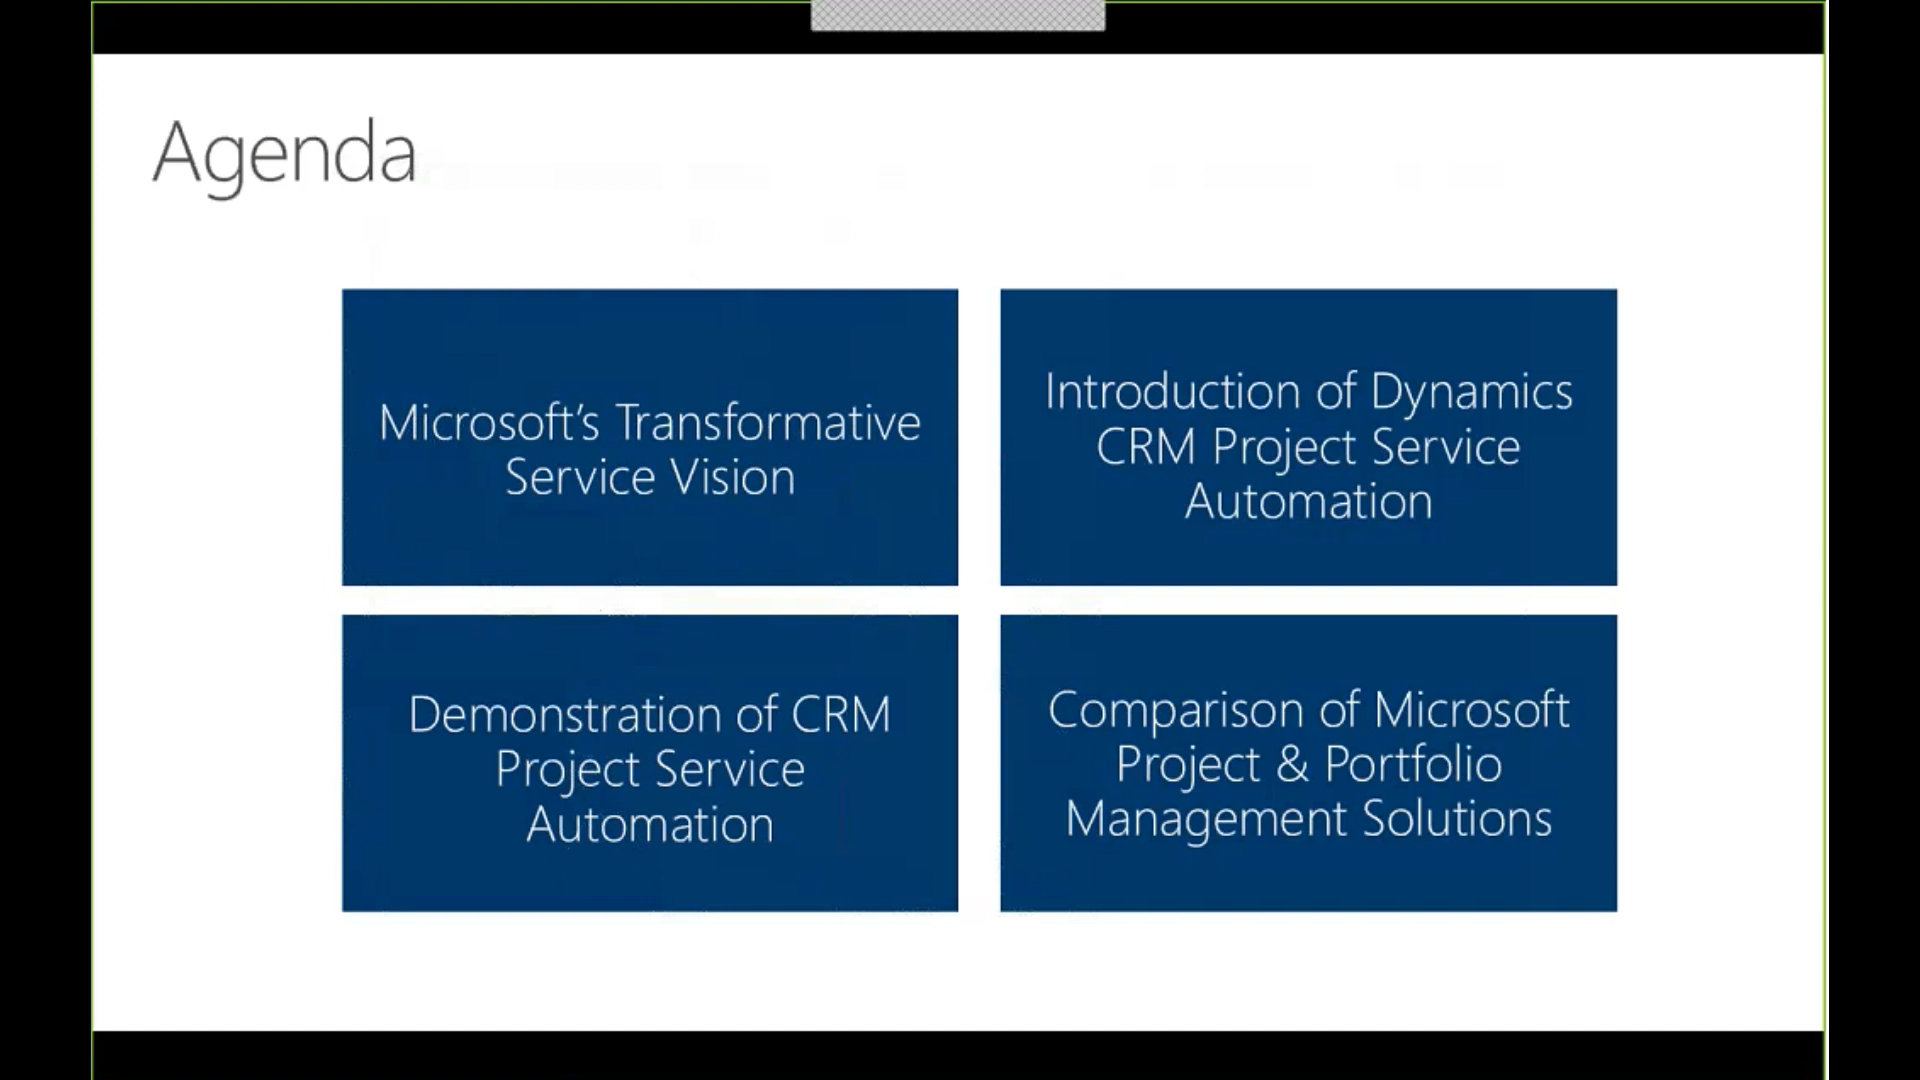 Agenda
Microsoft’s Transformative
Service Vision
Introduction of Dynamics
CRM Project Service
Automation
Demonstration of CRM
Project Service
Automation
Comparison of Microsoft
Project & Portfolio
Management Solutions